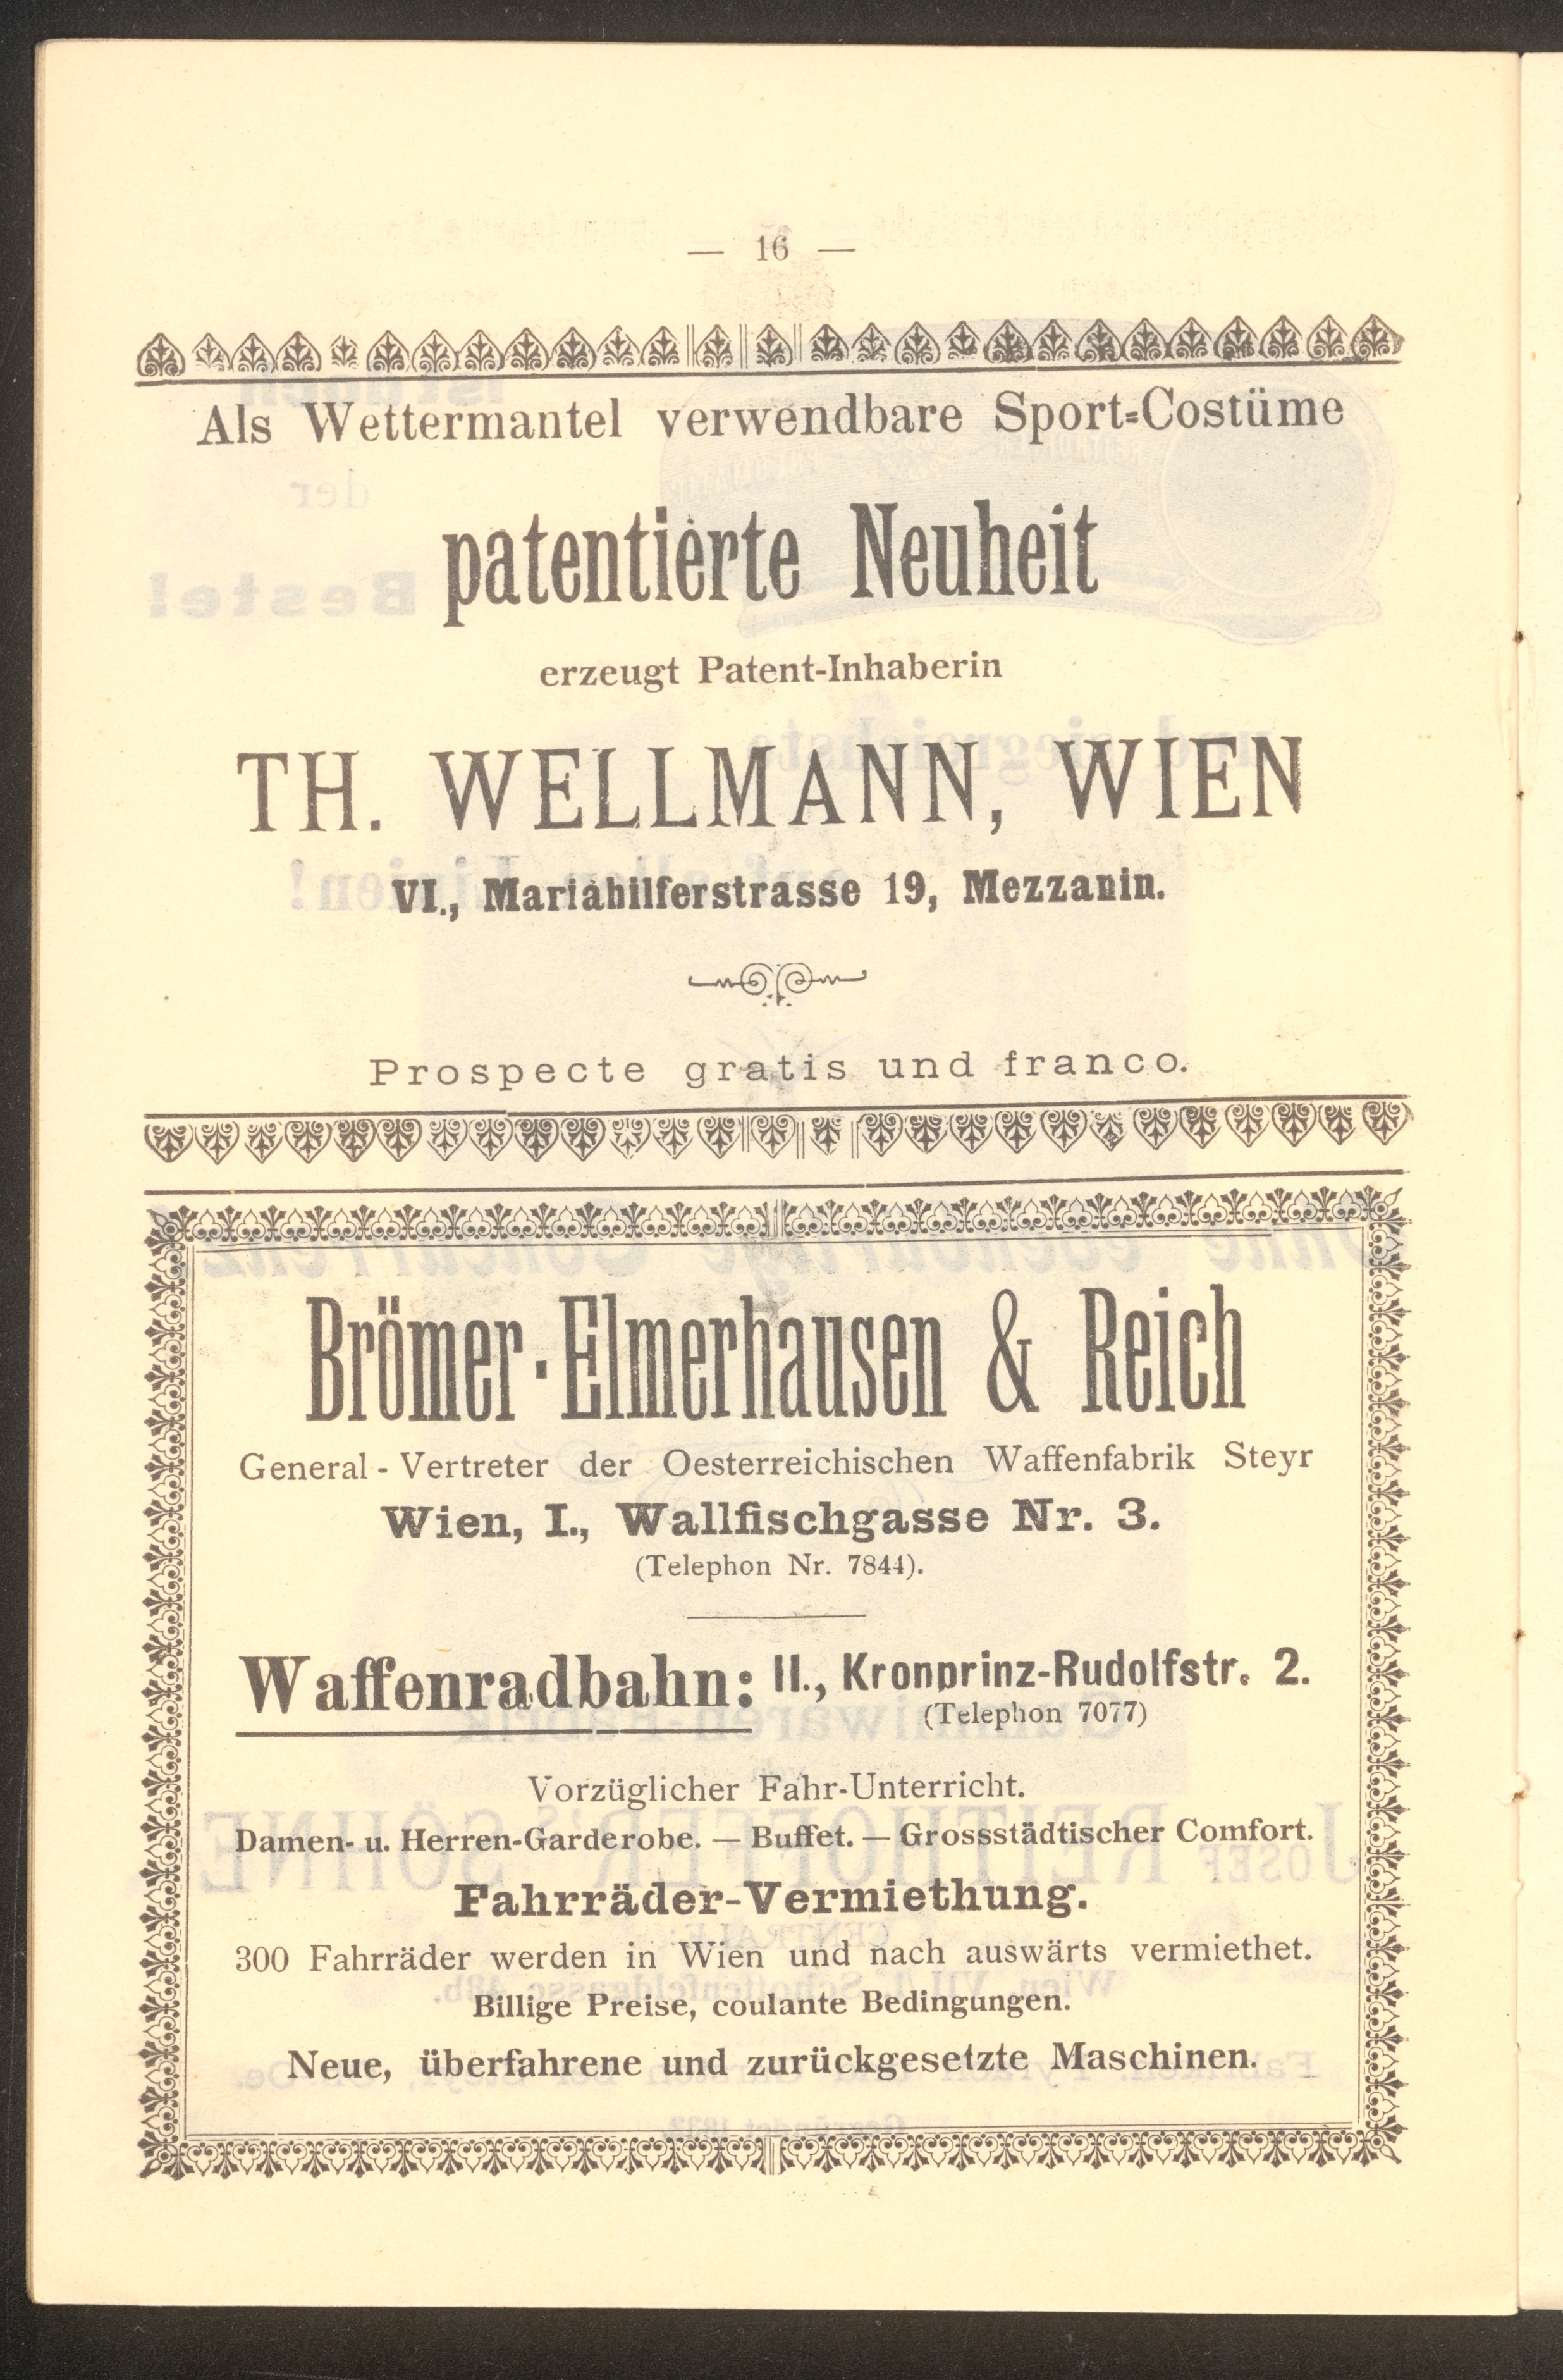 — 16 —
Als Wettermantel verwendbare Sport-Costüme
patentierte Neuheit
erzeugt Patent-Inhaberin
TH. WELLMANN, WIEN
VI., Mariahilferstrasse 19, Mezzanin.
Prospecte gratis und franco.
Brömer-Elmerhausen & Reich
General-Vertreter der Oesterreichischen Waffenfabrik Steyr
Wien, I., Wallfischgasse Nr. 3.
(Telephon Nr. 7844).
Waffenradbahn: II., Kronprinz-Rudolfstr. 2.
(Telephon 7077)
Vorzüglicher Fahr-Unterricht.
Damen- u. Herren-Garderobe. — Buffet. — Grossstädtischer Comfort.
Fahrräder-Vermiethung.
300 Fahrräder werden in Wien und nach auswärts vermiethet.
Billige Preise, coulante Bedingungen.
Neue, überfahrene und zurückgesetzte Maschinen.